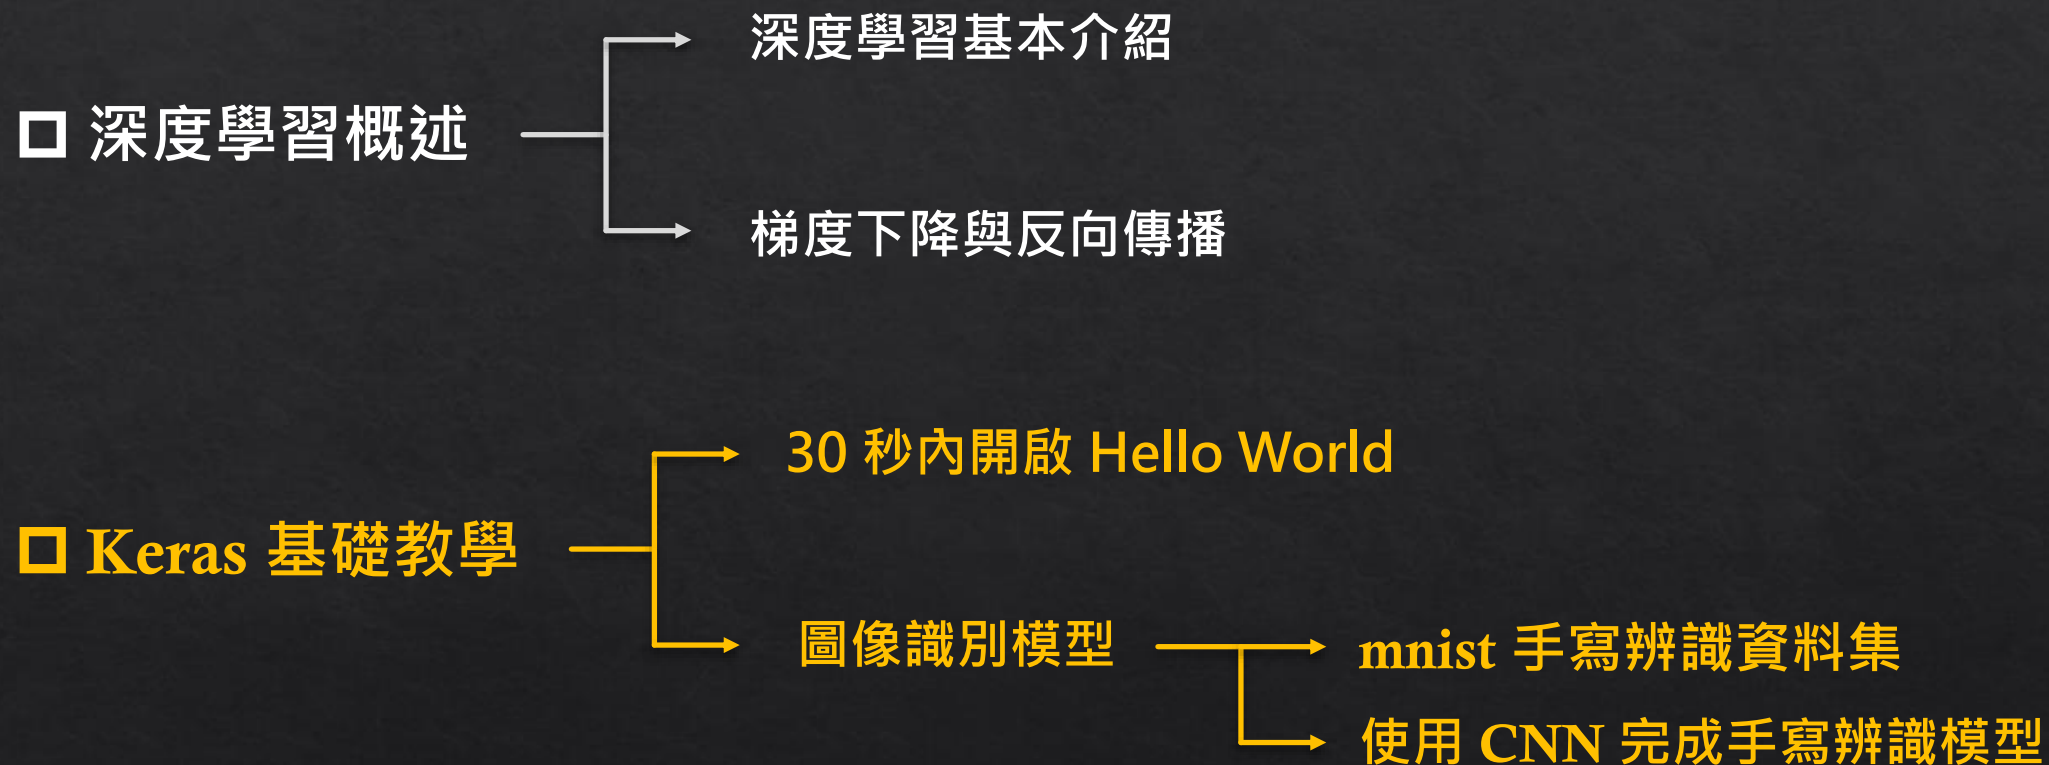 深度學習基本介紹
深度學習概述
梯度下降與反向傳播
30 秒內開啟 Hello World
Keras 基礎教學
圖像識別模型
mnist 手寫辨識資料集
使用 CNN 完成手寫辨識模型